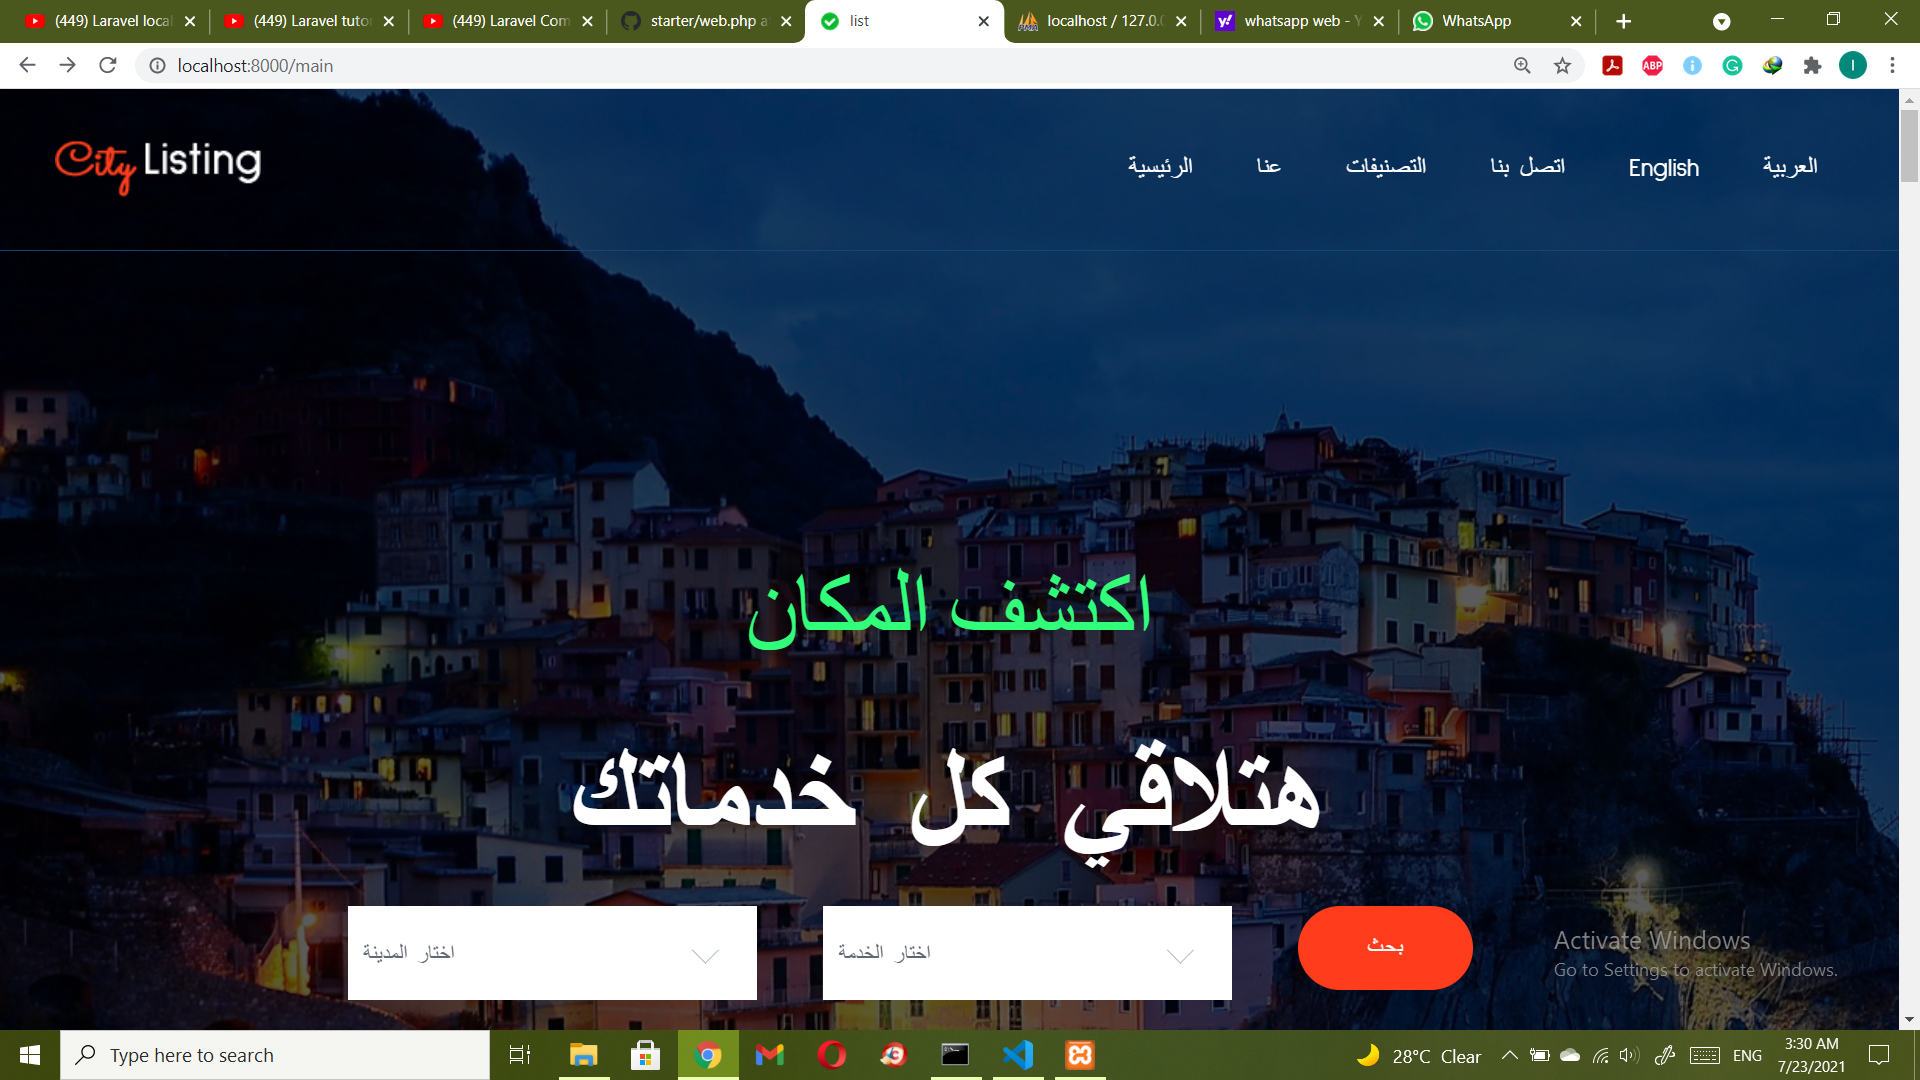 (449) Laravel local
(449) Laravel tuto
(449) Laravel Com
starter/web.php a
list
localhost / 127.0.0
whatsapp web - Y
WhatsApp
localhost:8000/main
ABP
I
City Listing
الرئيسية
عنا
التصنيفات
اتصل بنا
English
العربية
اكتشف المكان
هتلاقي كل خدماتك
اختار المدينة
اختار الخدمة
بحث
Activate Windows
Go to Settings to activate Windows.
Type here to search
28°C Clear
ENG
3:30 AM
7/23/2021